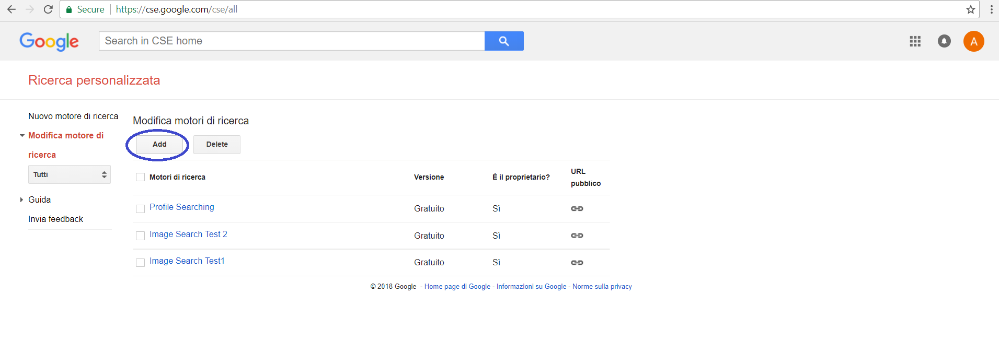 Secure https://cse.google.com/cse/all
Google Search in CSE home A
Ricerca personalizzata
Nuovo motore di ricerca
Modifica motore di
ricerca
Tutti
Guida
Invia feedback
Modifica motori di ricerca
Add Delete
Motori di ricerca Versione È il proprietario? URL
pubblico
Profile Searching Gratuito Sì
Image Search Test 2 Gratuito Sì
Image Search Test1 Gratuito Sì
© 2018 Google - Home page di Google - Informazioni su Google - Norme sulla privacy